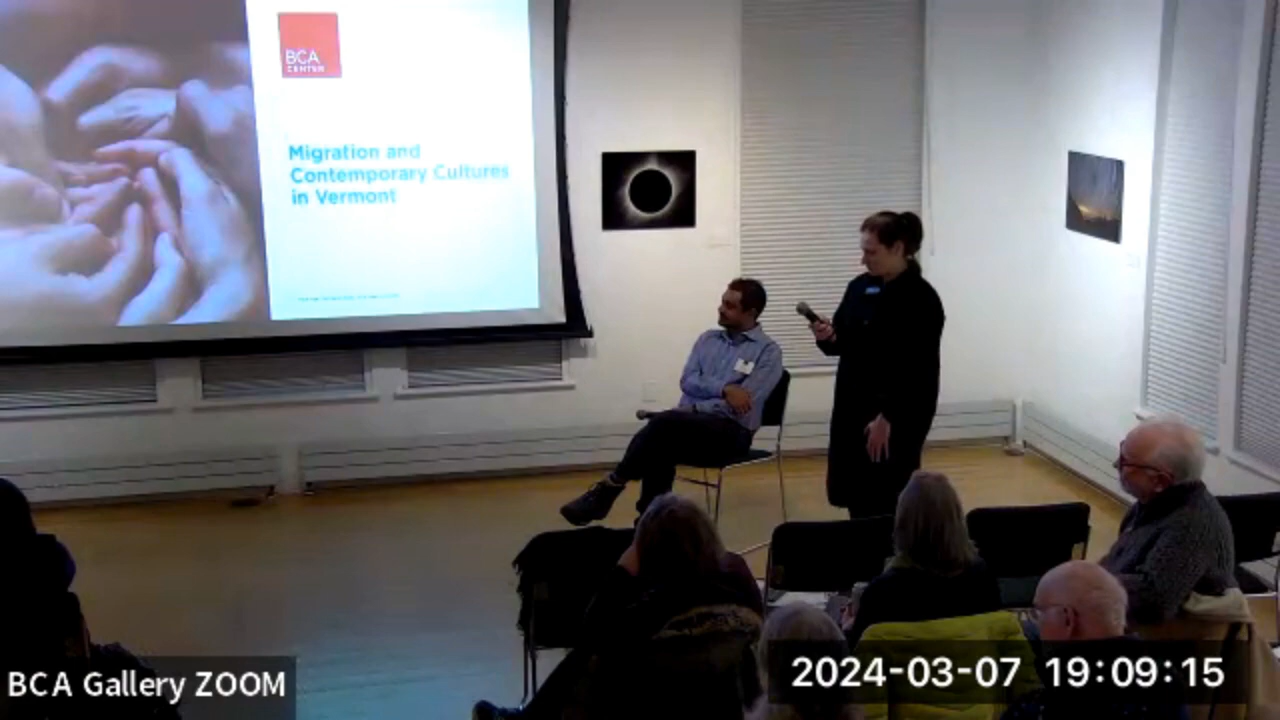 BCA
CENTER
Migration and
Contemporary Cultures
in Vermont
BCA Gallery ZOOM
2024-03-07 19:09:15